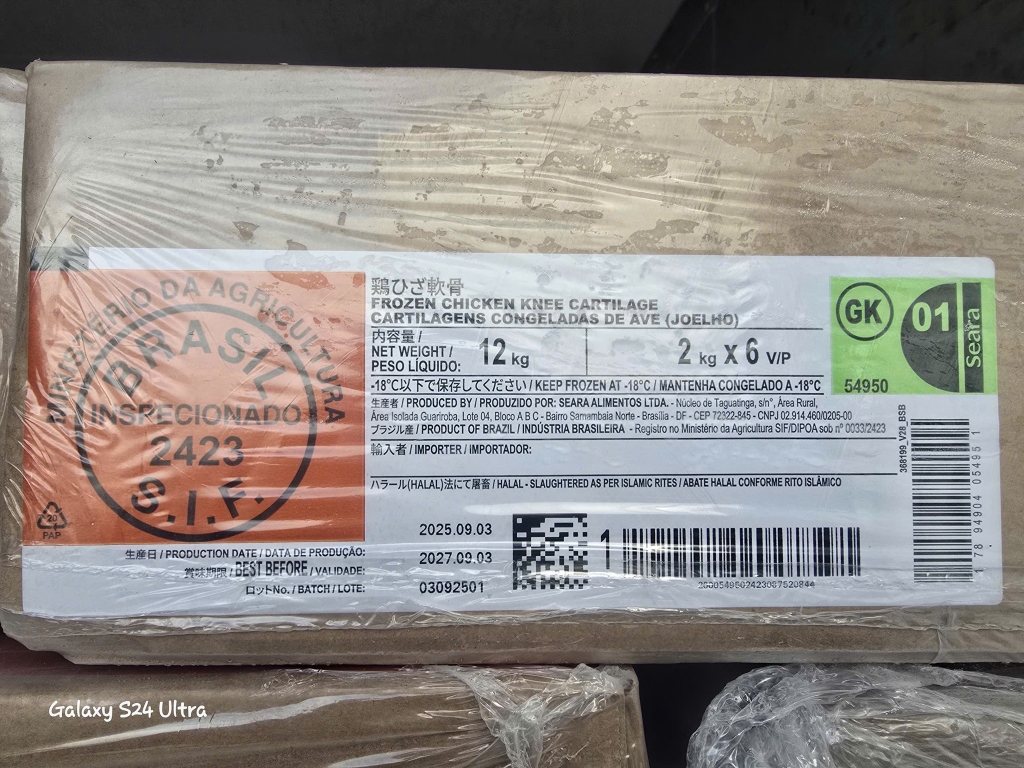 MINISTÉRIO DA AGRICULTURA
BRASIL
INSPECIONADO
2423
S.I.F.
20
PAP
鶏ひざ軟骨
FROZEN CHICKEN KNEE CARTILAGE
CARTILAGENS CONGELADAS DE AVE (JOELHO)
内容量 /
NET WEIGHT /
PESO LÍQUIDO:
12 kg
2 kg x 6 V/P
-18°C以下で保存してください / KEEP FROZEN AT -18°C / MANTENHA CONGELADO A -18°C
GK
01
Seara
54950
生産者 / PRODUCED BY / PRODUZIDO POR: SEARA ALIMENTOS LTDA. - Núcleo de Taguatinga, s/n°, Área Rural,
Área Isolada Guariroba, Lote 04, Bloco A B C - Bairro Samambaia Norte - Brasília - DF - CEP 72322-845 - CNPJ 02.914.460/0205-00
ブラジル産 / PRODUCT OF BRAZIL / INDÚSTRIA BRASILEIRA - Registro no Ministério da Agricultura SIF/DIPOA sob n° 0033/2423
輸入者 / IMPORTER / IMPORTADOR:
ハラール(HALAL)法にて屠畜 / HALAL - SLAUGHTERED AS PER ISLAMIC RITES / ABATE HALAL CONFORME RITO ISLÂMICO
368199_V28_BSB
生産日 / PRODUCTION DATE / DATA DE PRODUÇÃO: 2025.09.03
賞味期限 / BEST BEFORE / VALIDADE: 2027.09.03
ロットNo. / BATCH / LOTE: 03092501
1
1 78 94904 05495 1
Galaxy S24 Ultra